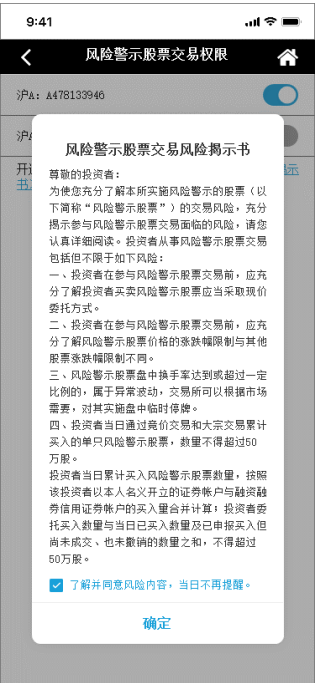 9:41
风险警示股票交易权限
沪A: A478133946
沪A
风险警示股票交易风险揭示书
开通
示
书
尊敬的投资者：
为使您充分了解本所实施风险警示的股票（以
下简称“风险警示股票”）的交易风险，充分
揭示参与风险警示股票交易面临的风险，请您
认真详细阅读。投资者从事风险警示股票交易
包括但不限于如下风险：
一、投资者在参与风险警示股票交易前，应充
分了解投资者买卖风险警示股票应当采取现价
委托方式。
二、投资者在参与风险警示股票交易前，应充
分了解风险警示股票价格的涨跌幅限制与其他
股票涨跌幅限制不同。
三、风险警示股票盘中换手率达到或超过一定
比例的，属于异常波动，交易所可以根据市场
需要，对其实施盘中临时停牌。
四、投资者当日通过竞价交易和大宗交易累计
买入的单只风险警示股票，数量不得超过50
万股。
投资者当日累计买入风险警示股票数量，按照
该投资者以本人名义开立的证券帐户与融资融
券信用证券帐户的买入量合并计算；投资者委
托买入数量与当日已买入数量及已申报买入但
尚未成交、也未撤销的数量之和，不得超过
50万股。
了解并同意风险内容，当日不再提醒。
确定